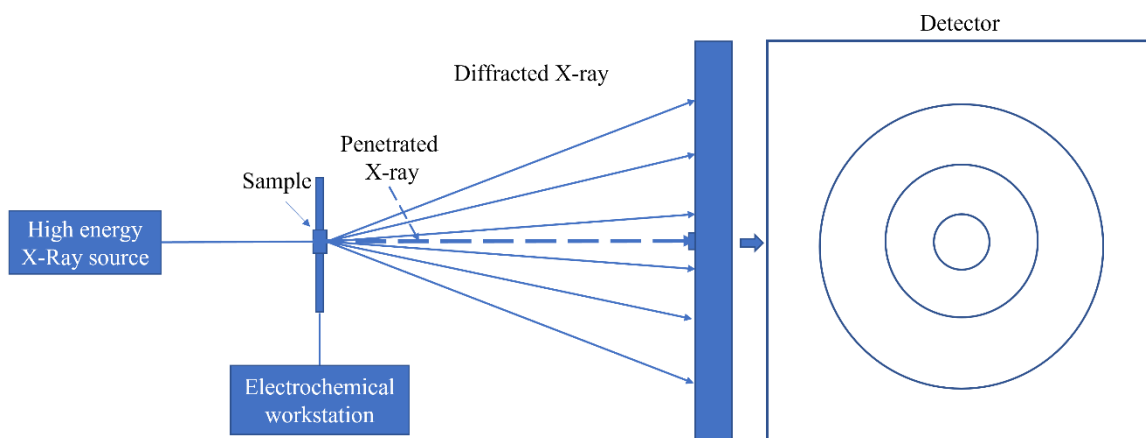 Detector
Diffracted X-ray
Penetrated
X-ray
Sample
High energy
X-Ray source
Electrochemical
workstation